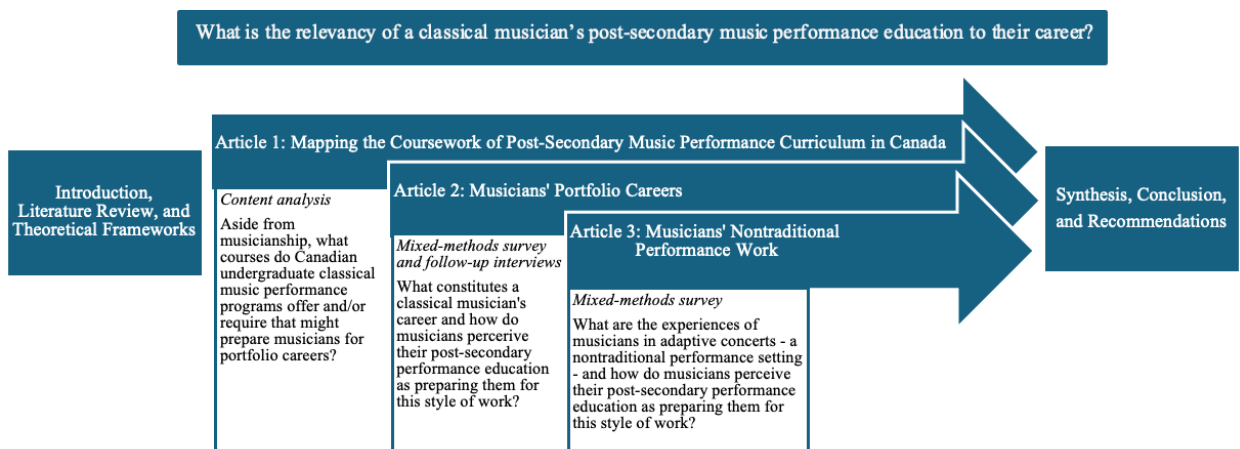 What is the relevancy of a classical musician’s post-secondary music performance education to their career?
Introduction,
Literature Review, and
Theoretical Frameworks
Article 1: Mapping the Coursework of Post-Secondary Music Performance Curriculum in Canada
Content analysis
Aside from
musicianship, what
courses do Canadian
undergraduate classical
music performance
programs offer and/or
require that might
prepare musicians for
portfolio careers?
Article 2: Musicians' Portfolio Careers
Mixed-methods survey
and follow-up interviews
What constitutes a
classical musician's
career and how do
musicians percerive
their post-secondary
performance education
as preparing them for
this style of work?
Article 3: Musicians' Nontraditional
Performance Work
Mixed-methods survey
What are the experiences of
musicians in adaptive concerts - a
nontraditional performance setting
- and how do musicians perceive
their post-secondary performance
education as preparing them for
this style of work?
Synthesis, Conclusion,
and Recommendations